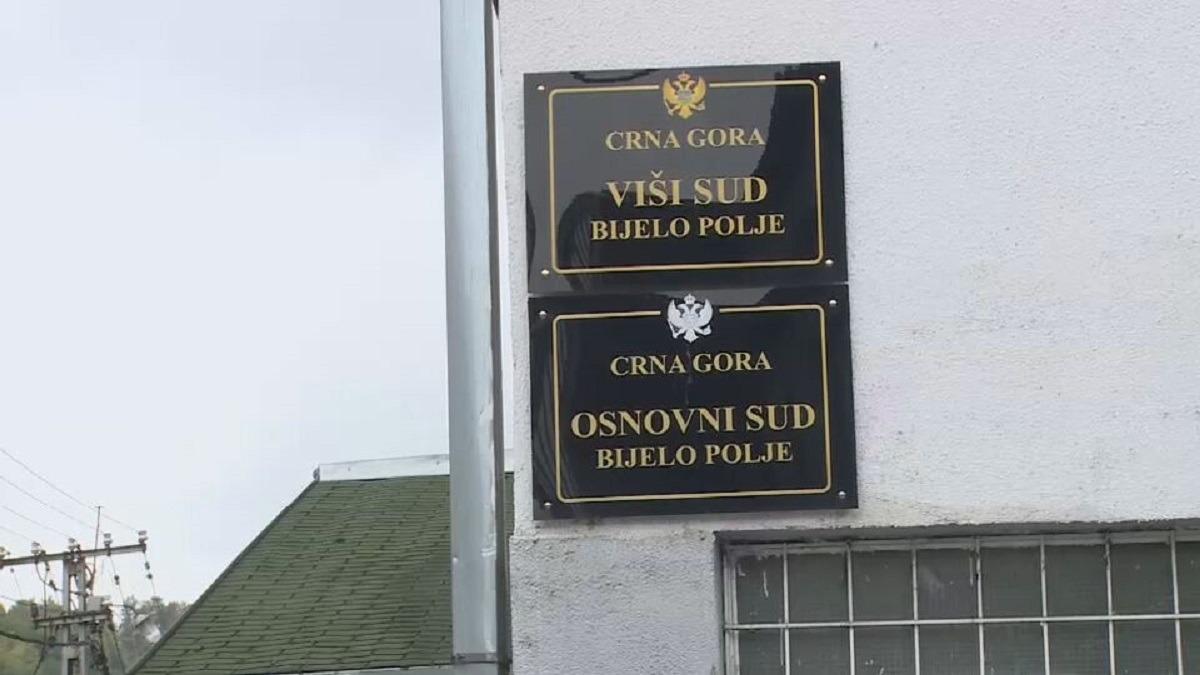 CRNA GORA
VIŠI SUD
BIJELO POLJE
CRNA GORA
OSNOVNI SUD
BIJELO POLJE